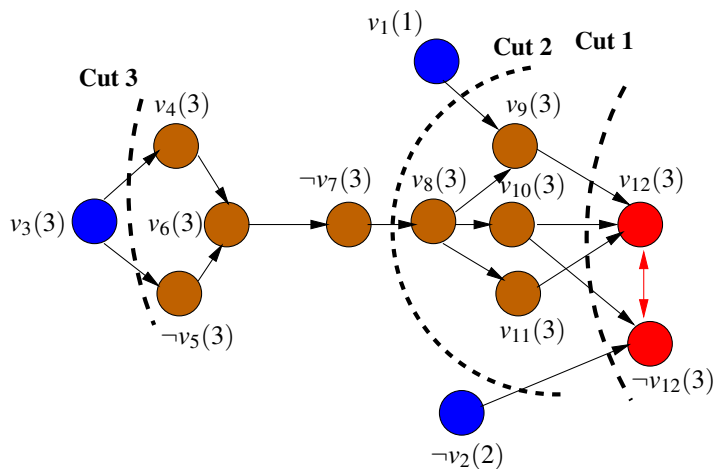 v₁(1)
Cut 2
Cut 1
Cut 3
v₄(3)
v₉(3)
¬v₇(3)
v₈(3)
v₁₀(3)
v₁₂(3)
v₃(3)
v₆(3)
¬v₅(3)
v₁₁(3)
¬v₁₂(3)
¬v₂(2)